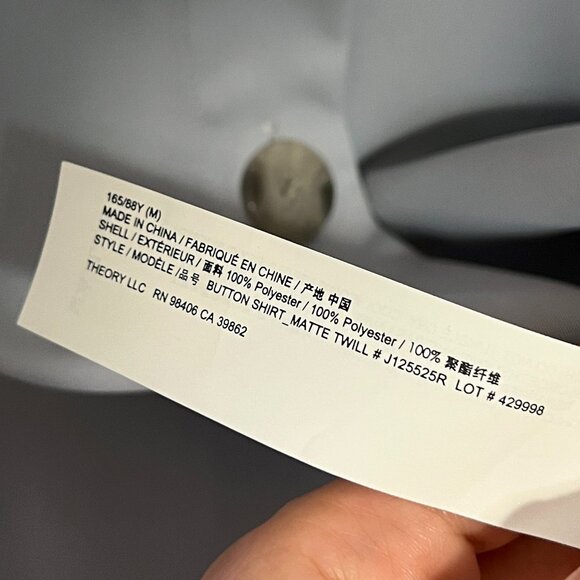 165/88Y (M)
MADE IN CHINA / FABRIQUÉ EN CHINE / 产地 中国
SHELL / EXTÉRIEUR / 面料 100% Polyester / 100% Polyester / 100% 聚酯纤维
STYLE / MODÈLE /品号 BUTTON SHIRT_MATTE TWILL # J125525R LOT # 429998
THEORY LLC RN 98406 CA 39862